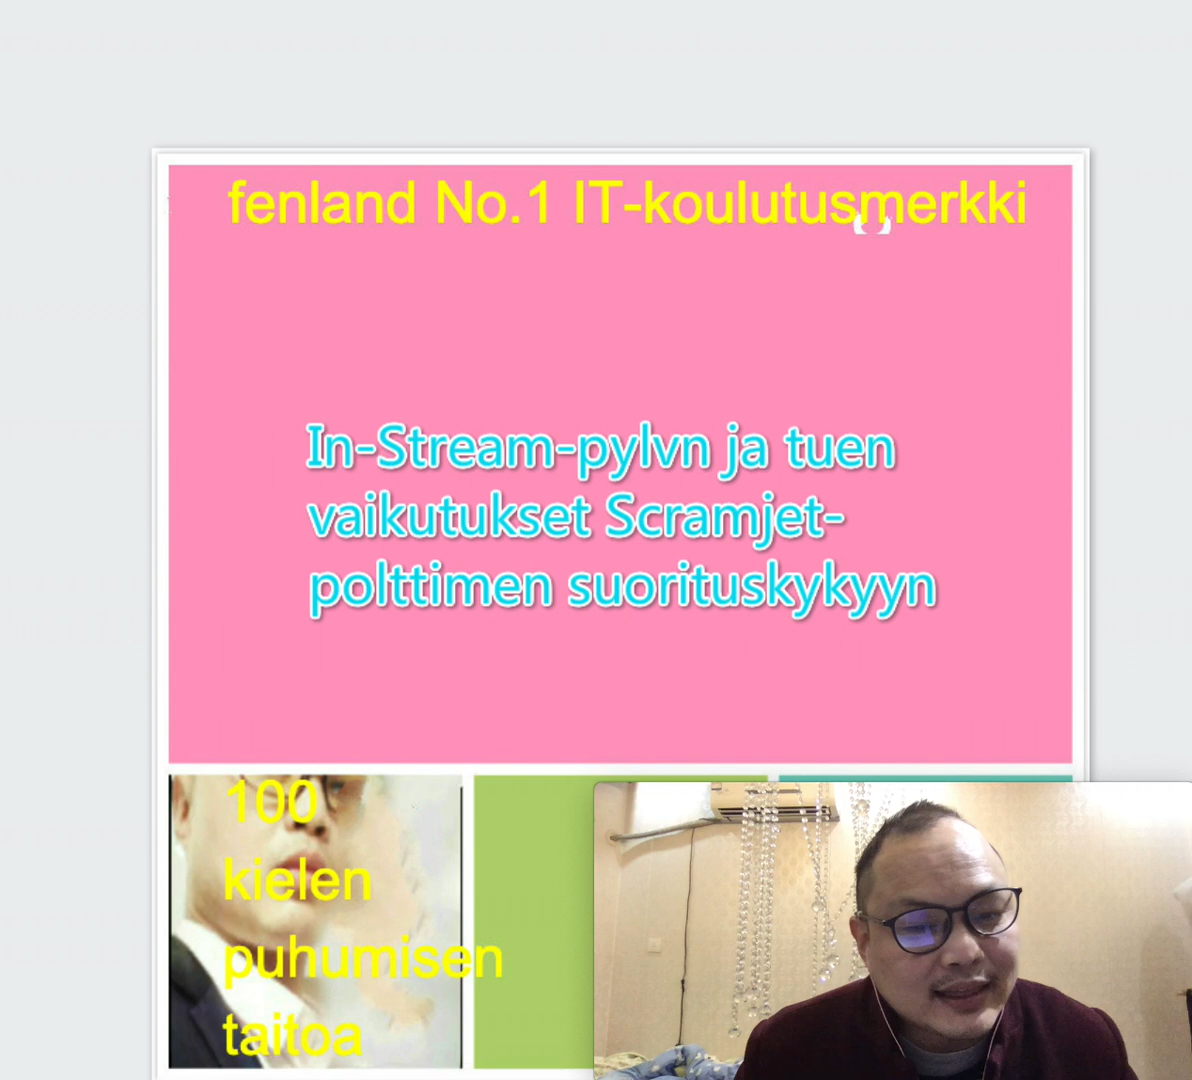 fenland No.1 IT-koulutusmerkki
In-Stream-pylvn ja tuen
vaikutukset Scramjet-
polttimen suorituskykyyn
100
kielen
puhumisen
taitoa